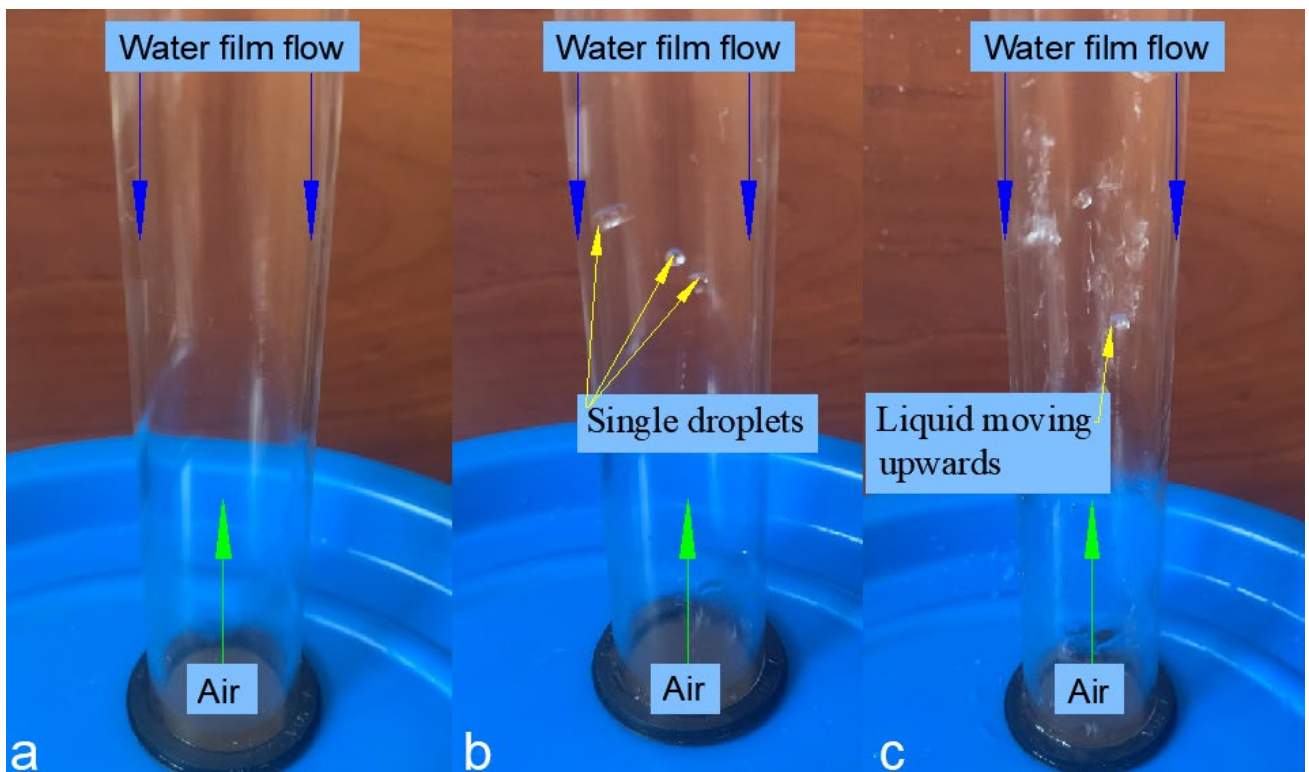 Water film flow
Air
a
Water film flow
Single droplets
Air
b
Water film flow
Liquid moving
upwards
Air
c